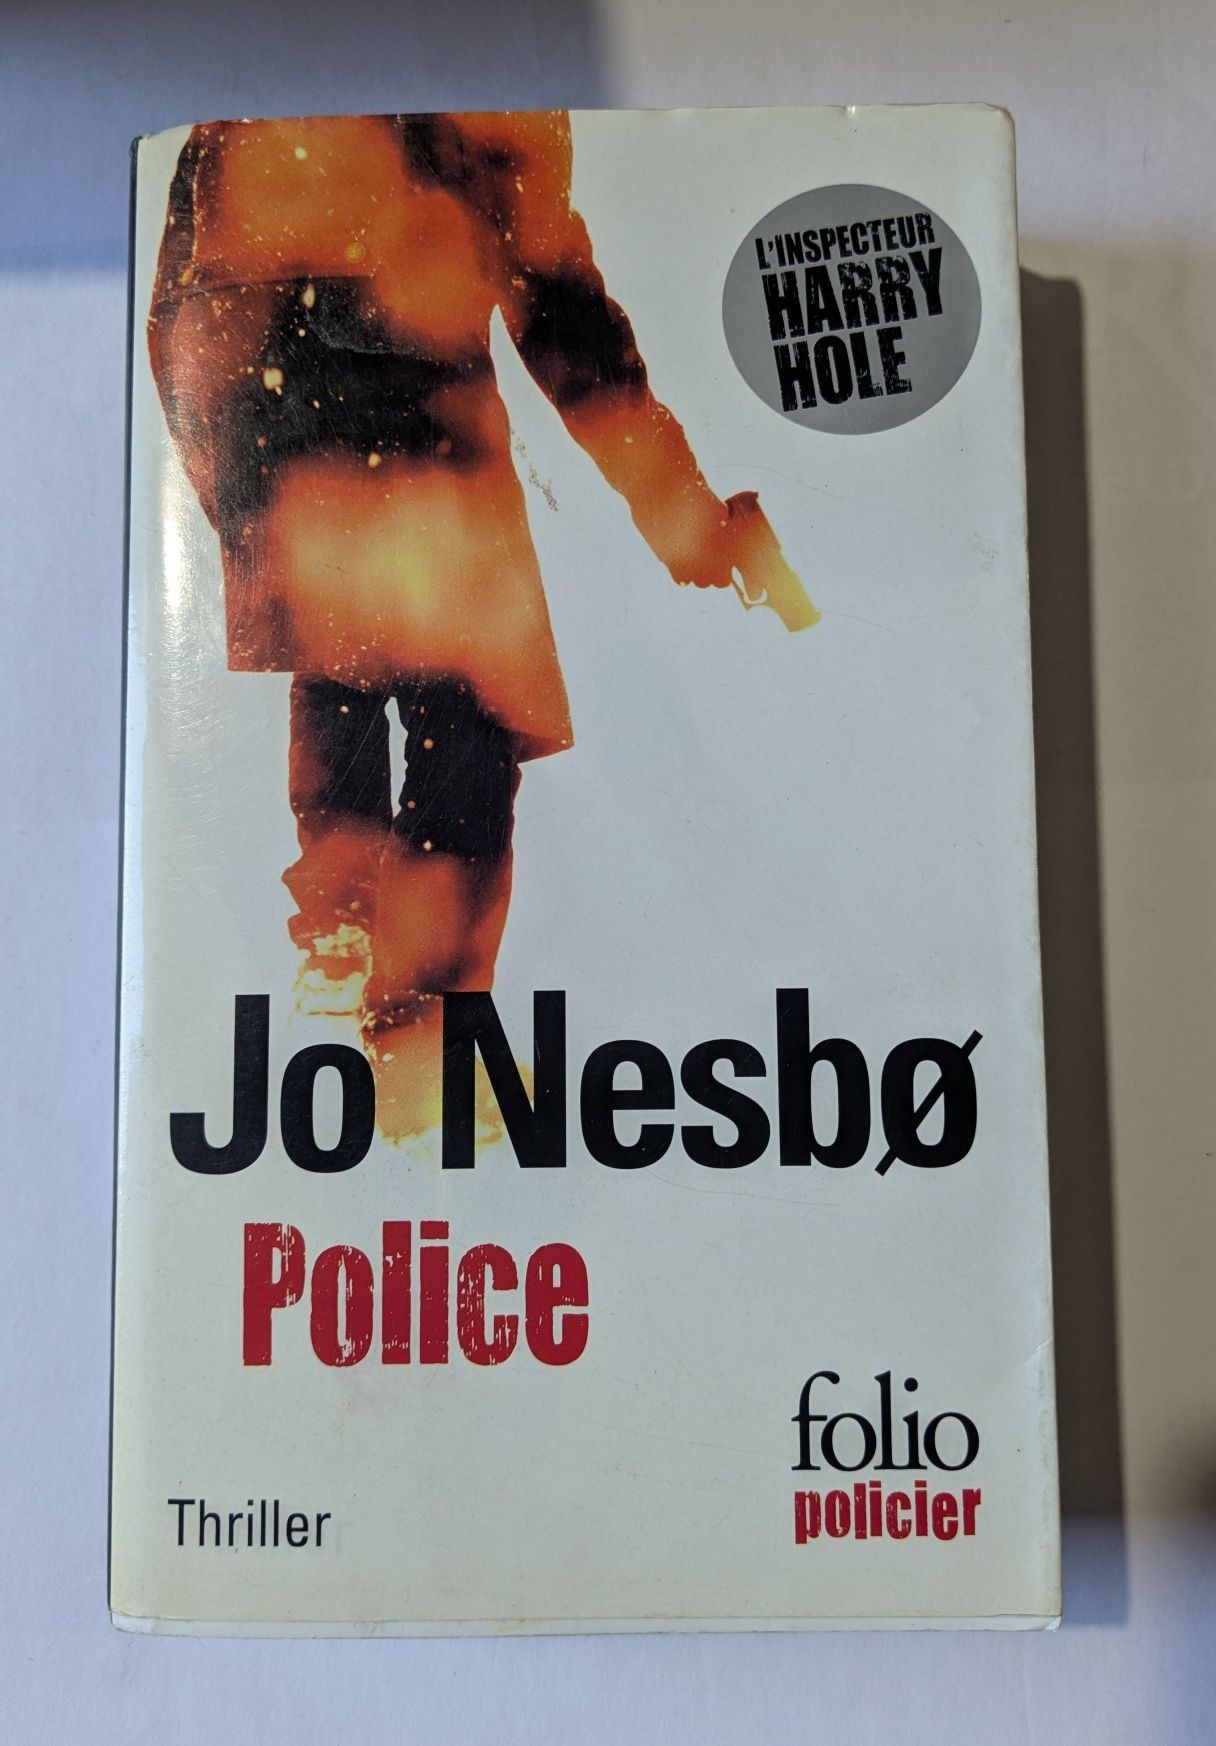 L'INSPECTEUR
HARRY
HOLE
Jo Nesbø
Police
folio
policier
Thriller